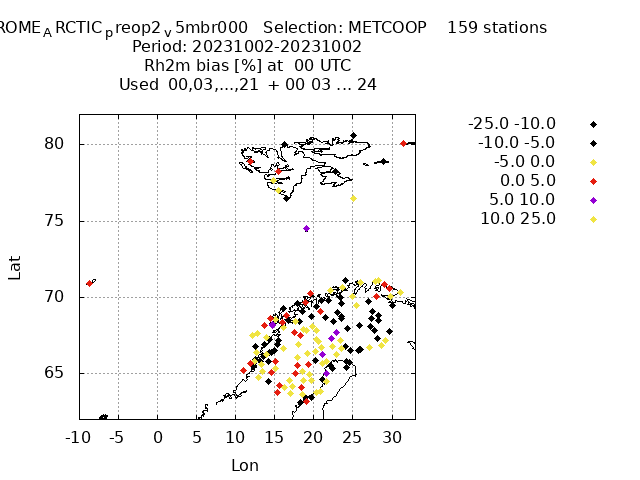 ROME_A RCTIC_p reop2_v 5mbr000 Selection: METCOOP 159 stations
Period: 20231002-20231002
Rh2m bias [%] at 00 UTC
Used 00,03,...,21 + 00 03 ... 24
-25.0 -10.0
-10.0 -5.0
-5.0 0.0
0.0 5.0
5.0 10.0
10.0 25.0
80
75
70
65
Lat
-10 -5 0 5 10 15 20 25 30
Lon